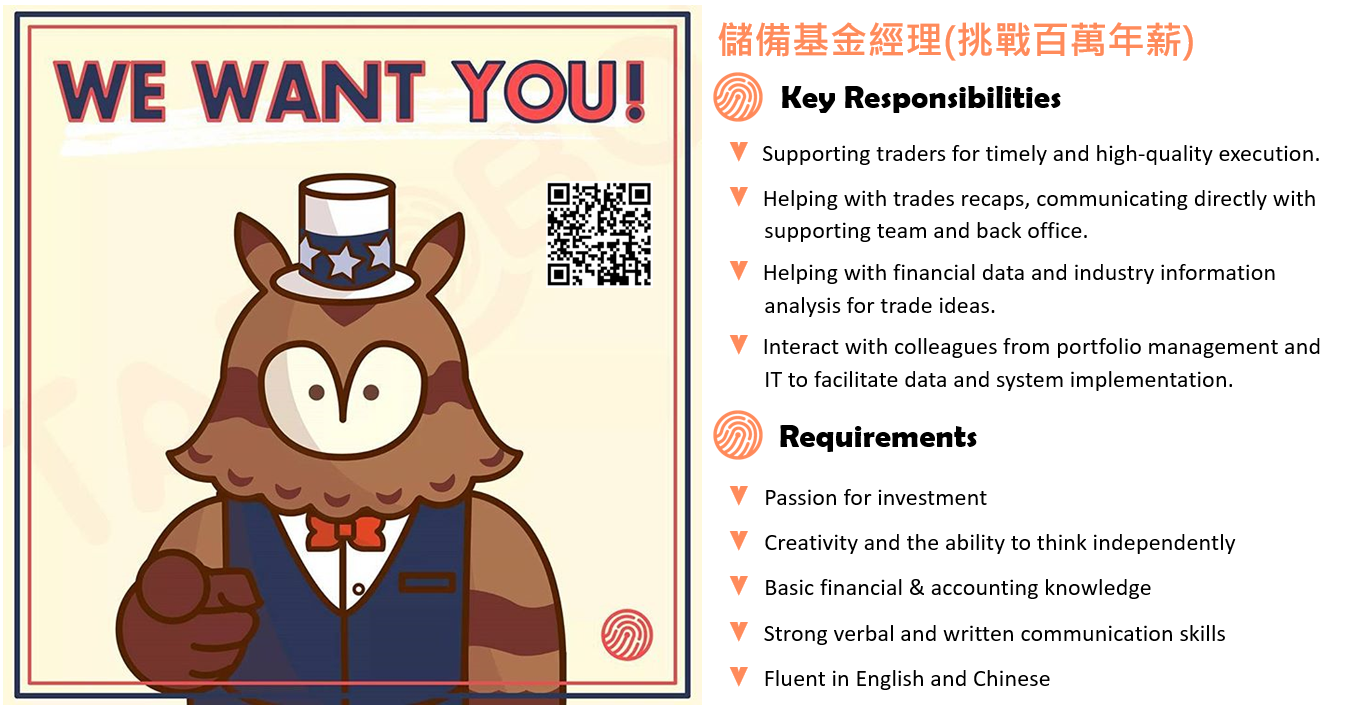 WE WANT YOU!
儲備基金經理(挑戰百萬年薪)
Key Responsibilities
Supporting traders for timely and high-quality execution.
Helping with trades recaps, communicating directly with
supporting team and back office.
Helping with financial data and industry information
analysis for trade ideas.
Interact with colleagues from portfolio management and
IT to facilitate data and system implementation.
Requirements
Passion for investment
Creativity and the ability to think independently
Basic financial & accounting knowledge
Strong verbal and written communication skills
Fluent in English and Chinese